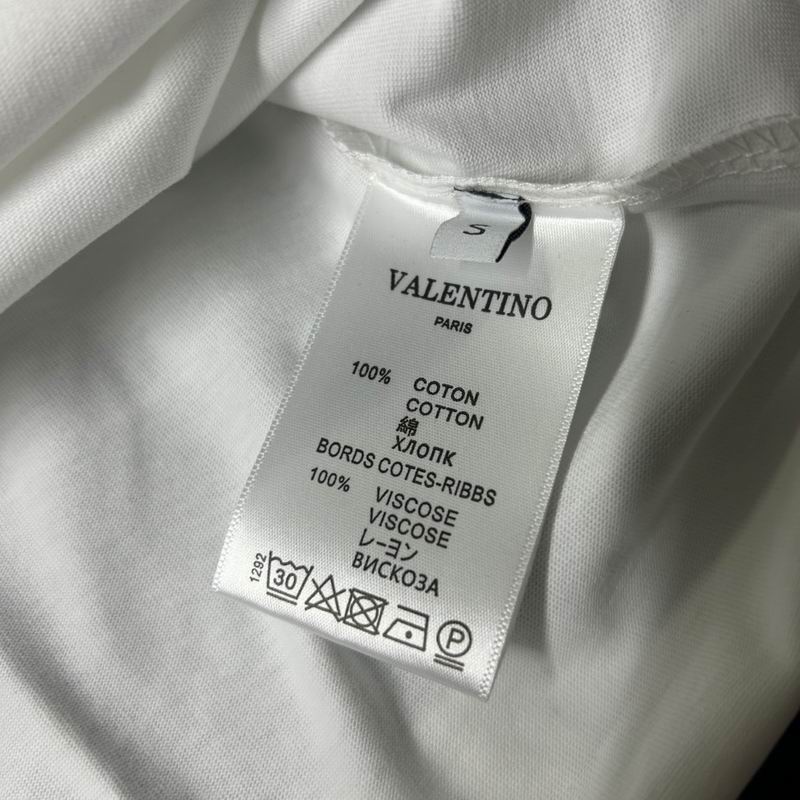 S
VALENTINO
PARIS
100% COTON
COTTON
綿
ХЛОПК
BORDS COTES-RIBBS
100% VISCOSE
VISCOSE
レーヨン
ВИСКОЗА
1292
30
P